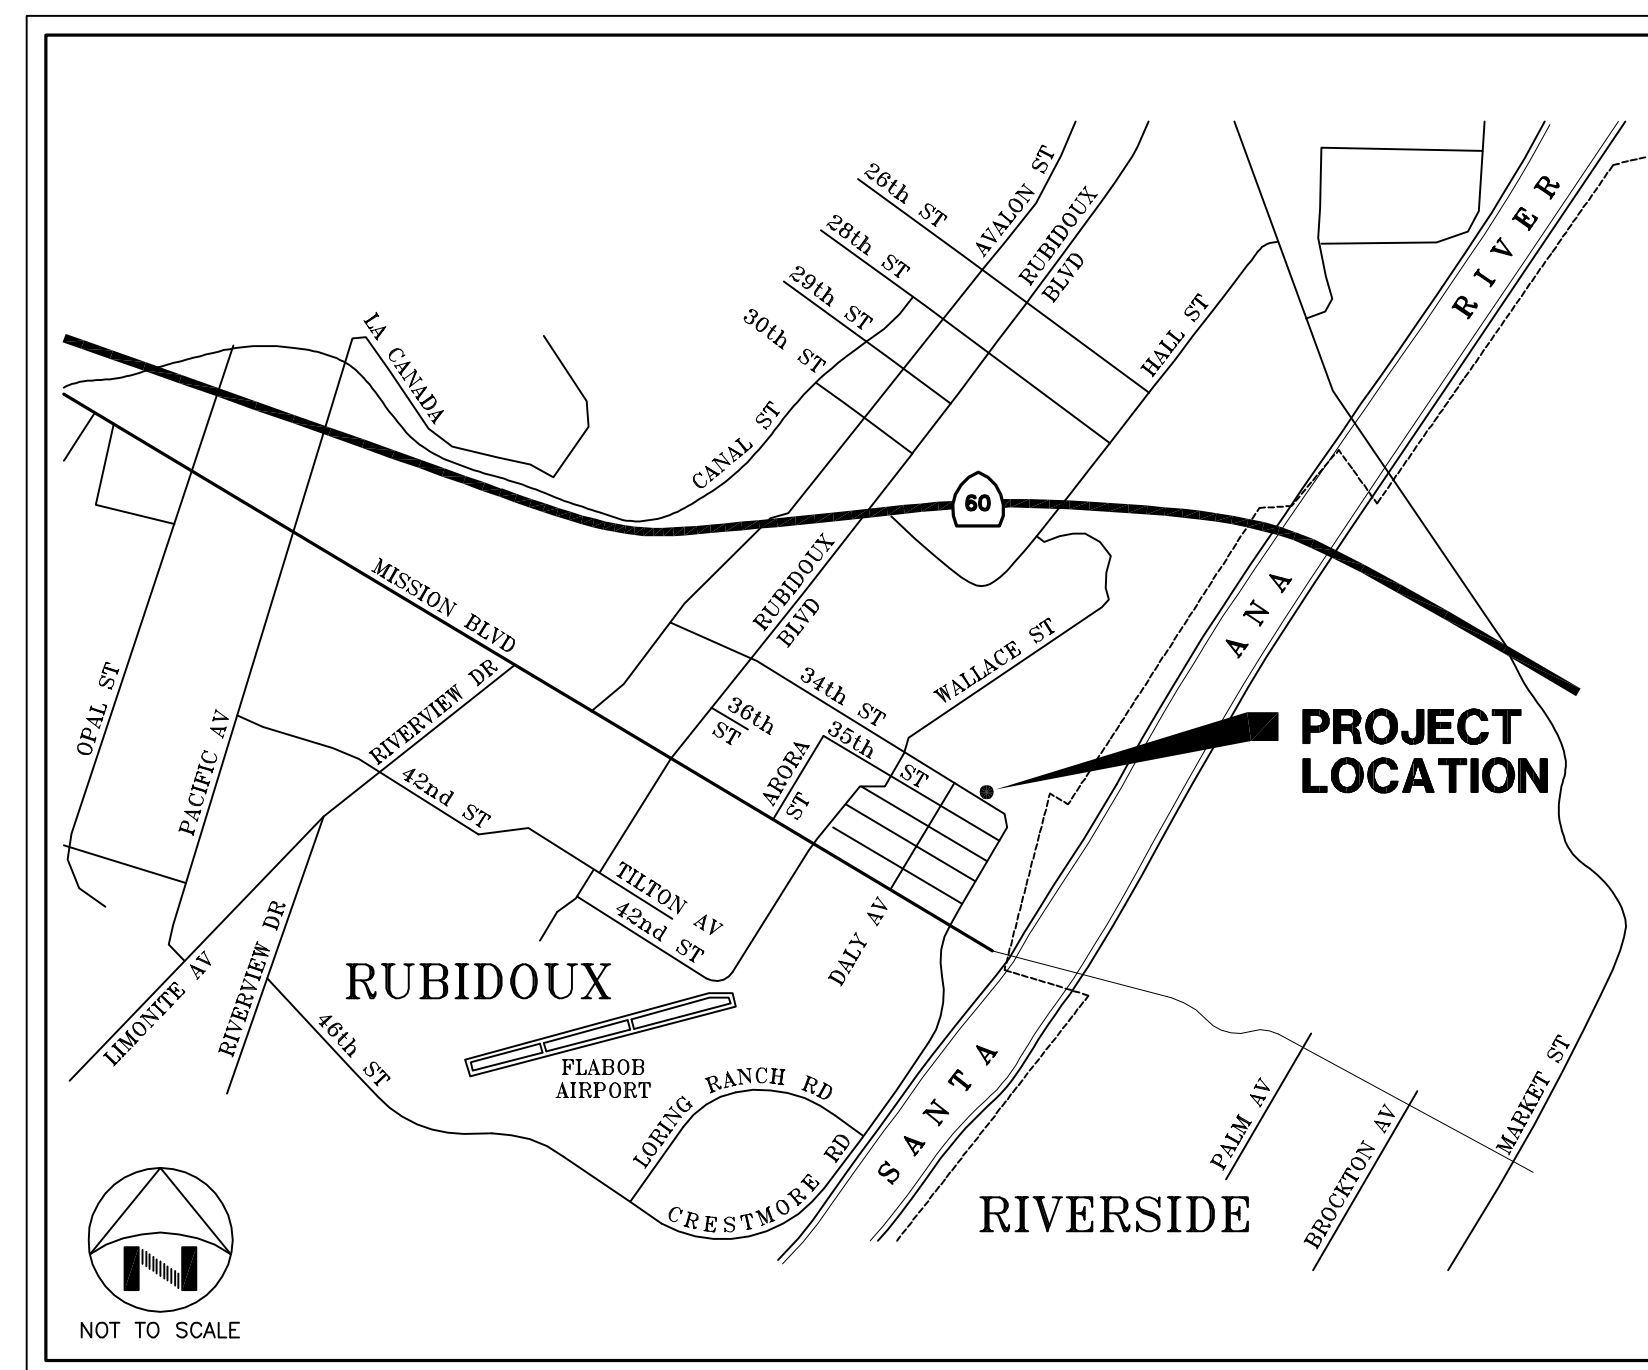 26th ST
28th ST
29th ST
30th ST
AVALON ST
RUBIDOUX
BLVD
HALL ST
RIVER
LA CANADA
CANAL ST
60
MISSION BLVD
RUBIDOUX
BLVD
ANA
WALLACE ST
OPAL ST
PACIFIC AV
RIVERVIEW DR
34th ST
36th
ST
35th ST
ARORA
ST
PROJECT
LOCATION
42nd ST
TILTON AV
42nd ST
DALY AV
LIMONITE AV
RIVERVIEW DR
RUBIDOUX
46th ST
FLABOB
AIRPORT
LORING RANCH RD
SANTA
CRESTMORE RD
PALM AV
BROCKTON AV
MARKET ST
RIVERSIDE
N
NOT TO SCALE